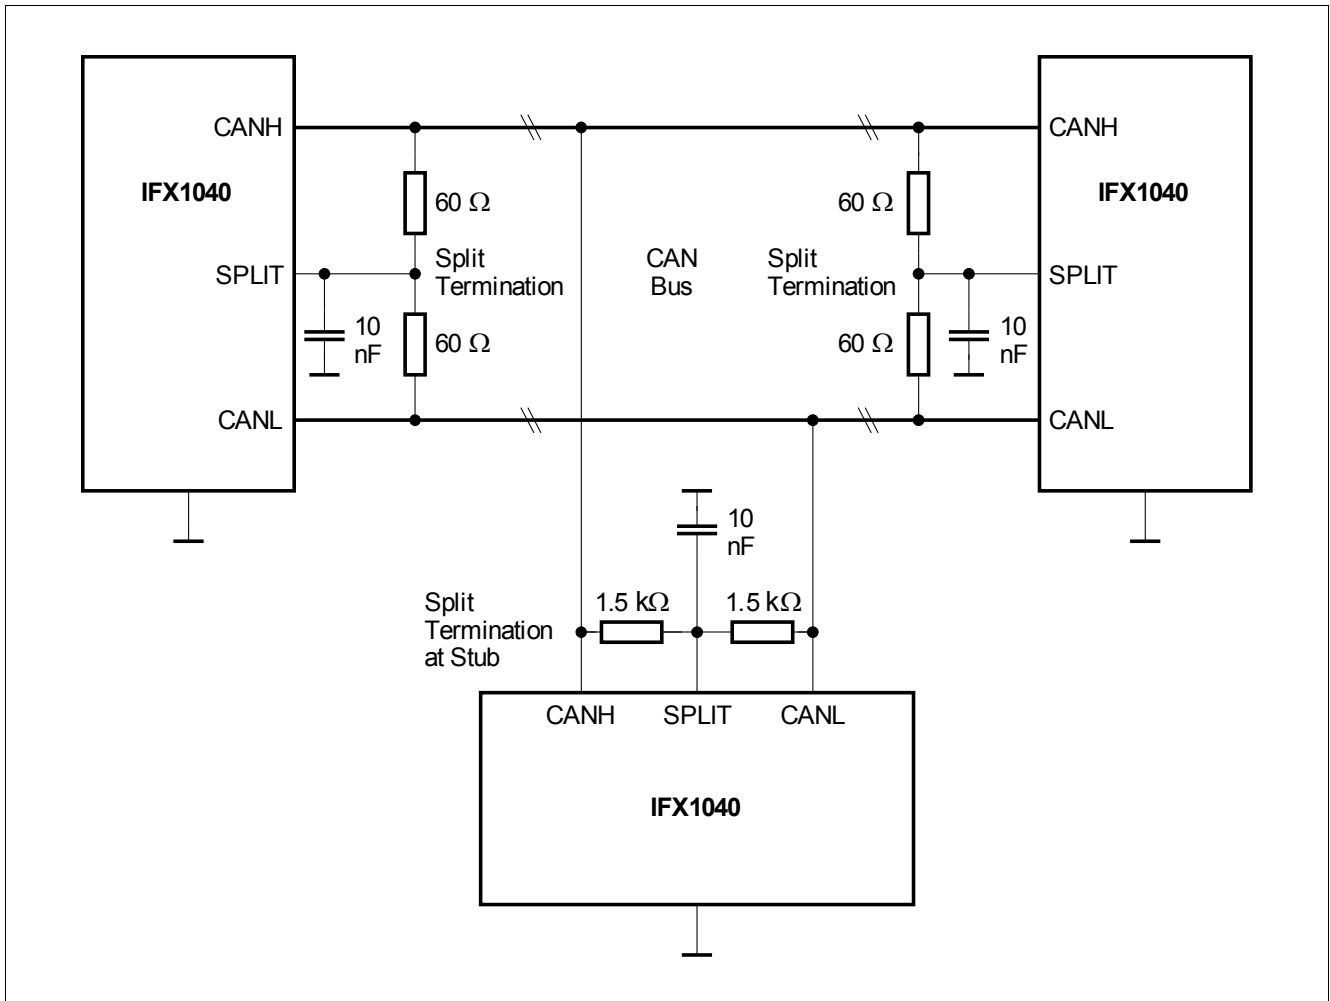 CANH
IFX1040
SPLIT
CANL
60 Ω
Split
Termination
60 Ω
10
nF
CAN
Bus
60 Ω
Split
Termination
60 Ω
10
nF
CANH
IFX1040
SPLIT
CANL
10
nF
Split
Termination
at Stub
1.5 kΩ
1.5 kΩ
CANH
SPLIT
CANL
IFX1040